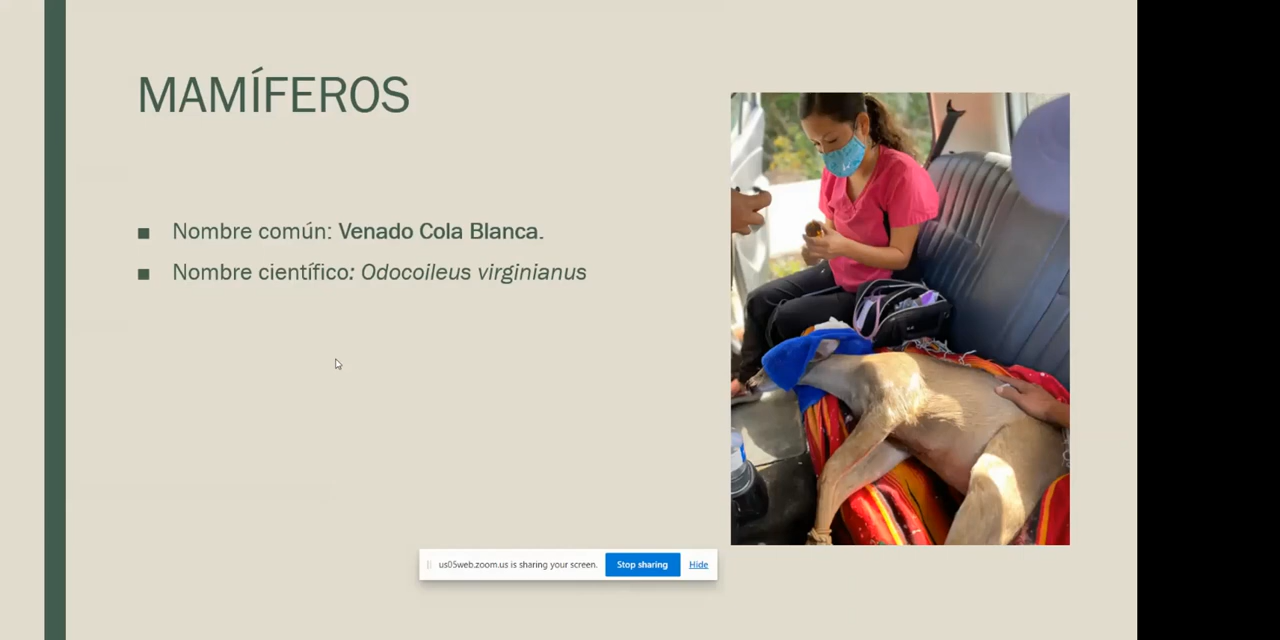 MAMÍFEROS
Nombre común: Venado Cola Blanca.
Nombre científico: Odocoileus virginianus
us05web.zoom.us is sharing your screen. Stop sharing Hide